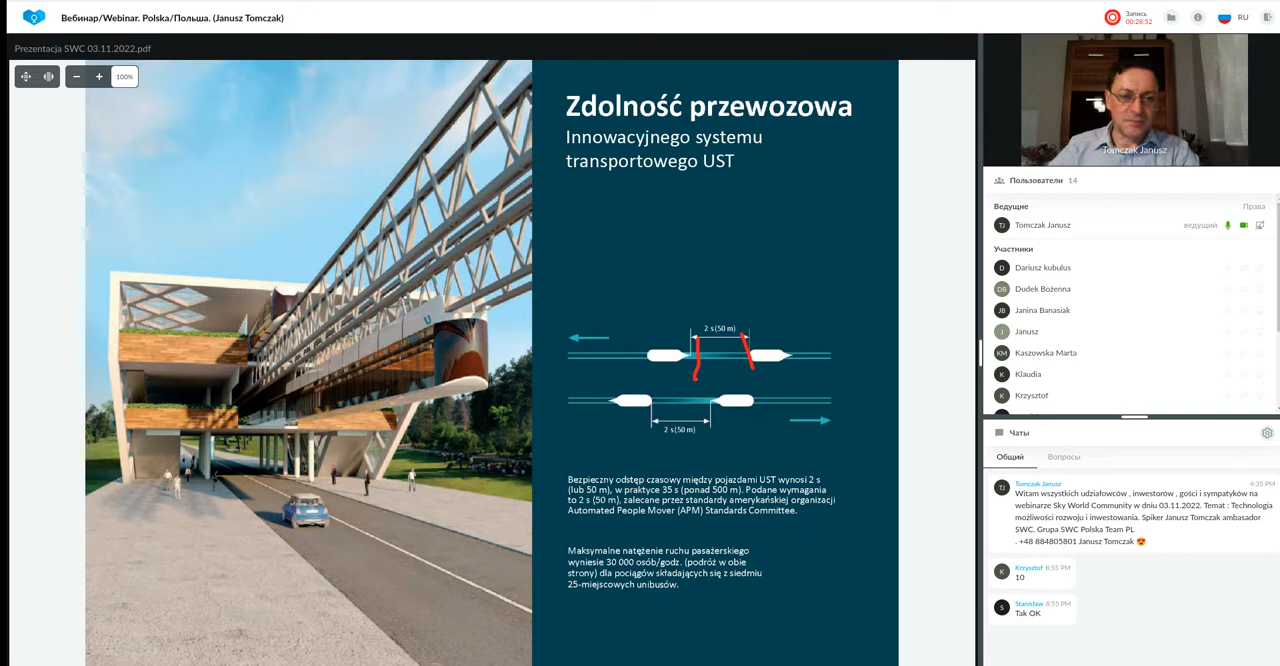 Вебинар/Webinar. Polska/Польша. (Janusz Tomczak)
Запись
00:28:52
RU
Prezentacja SWC 03.11.2022.pdf
100%
Zdolność przewozowa
Innowacyjnego systemu
transportowego UST
2 s (50 m)
2 s (50 m)
Bezpieczny odstęp czasowy między pojazdami UST wynosi 2 s
(lub 50 m), w praktyce 35 s (ponad 500 m). Podane wymagania
to 2 s (50 m), zalecane przez standardy amerykańskiej organizacji
Automated People Mover (APM) Standards Committee.
Maksymalne natężenie ruchu pasażerskiego
wyniesie 30 000 osób/godz. (podróż w obie
strony) dla pociągów składających się z siedmiu
25-miejscowych unibusów.
Tomczak Janusz
Пользователи 14
Ведущие Права
TJ Tomczak Janusz ведущий
Участники
D Dariusz kubulus
DB Dudek Bożenna
JB Janina Banasiak
J Janusz
KM Kaszowska Marta
K Klaudia
K Krzysztof
Чаты
Общий Вопросы
TJ Tomczak Janusz 4:35 PM
Witam wszystkich udziałowców , inwestorów , gości i sympatyków na
webinarze Sky World Community w dniu 03.11.2022. Temat : Technologia
możliwości rozwoju i inwestowania. Spiker Janusz Tomczak ambasador
SWC. Grupa SWC Polska Team PL
. +48 884805801 Janusz Tomczak 😍
K Krzysztof 8:55 PM
10
S Stanisław 8:55 PM
Tak OK